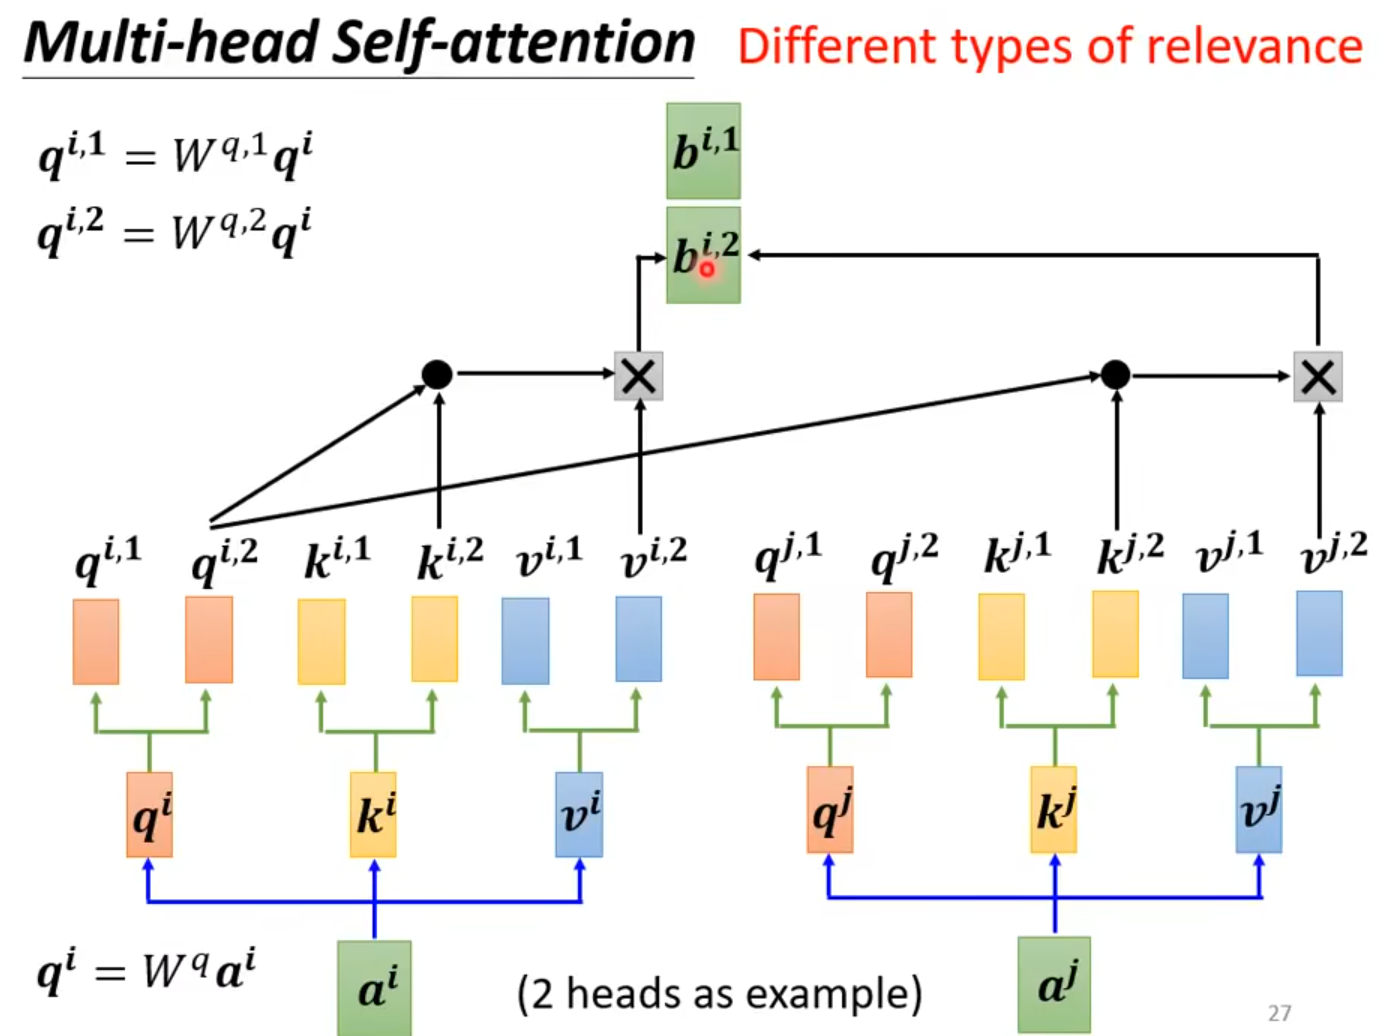 Multi-head Self-attention Different types of relevance
q^{i,1} = W^{q,1}q^i
q^{i,2} = W^{q,2}q^i
b^{i,1}
b^{i,2}
q^{i,1} q^{i,2} k^{i,1} k^{i,2} v^{i,1} v^{i,2} q^{j,1} q^{j,2} k^{j,1} k^{j,2} v^{j,1} v^{j,2}
q^i k^i v^i q^j k^j v^j
q^i = W^q a^i
a^i (2 heads as example) a^j
27